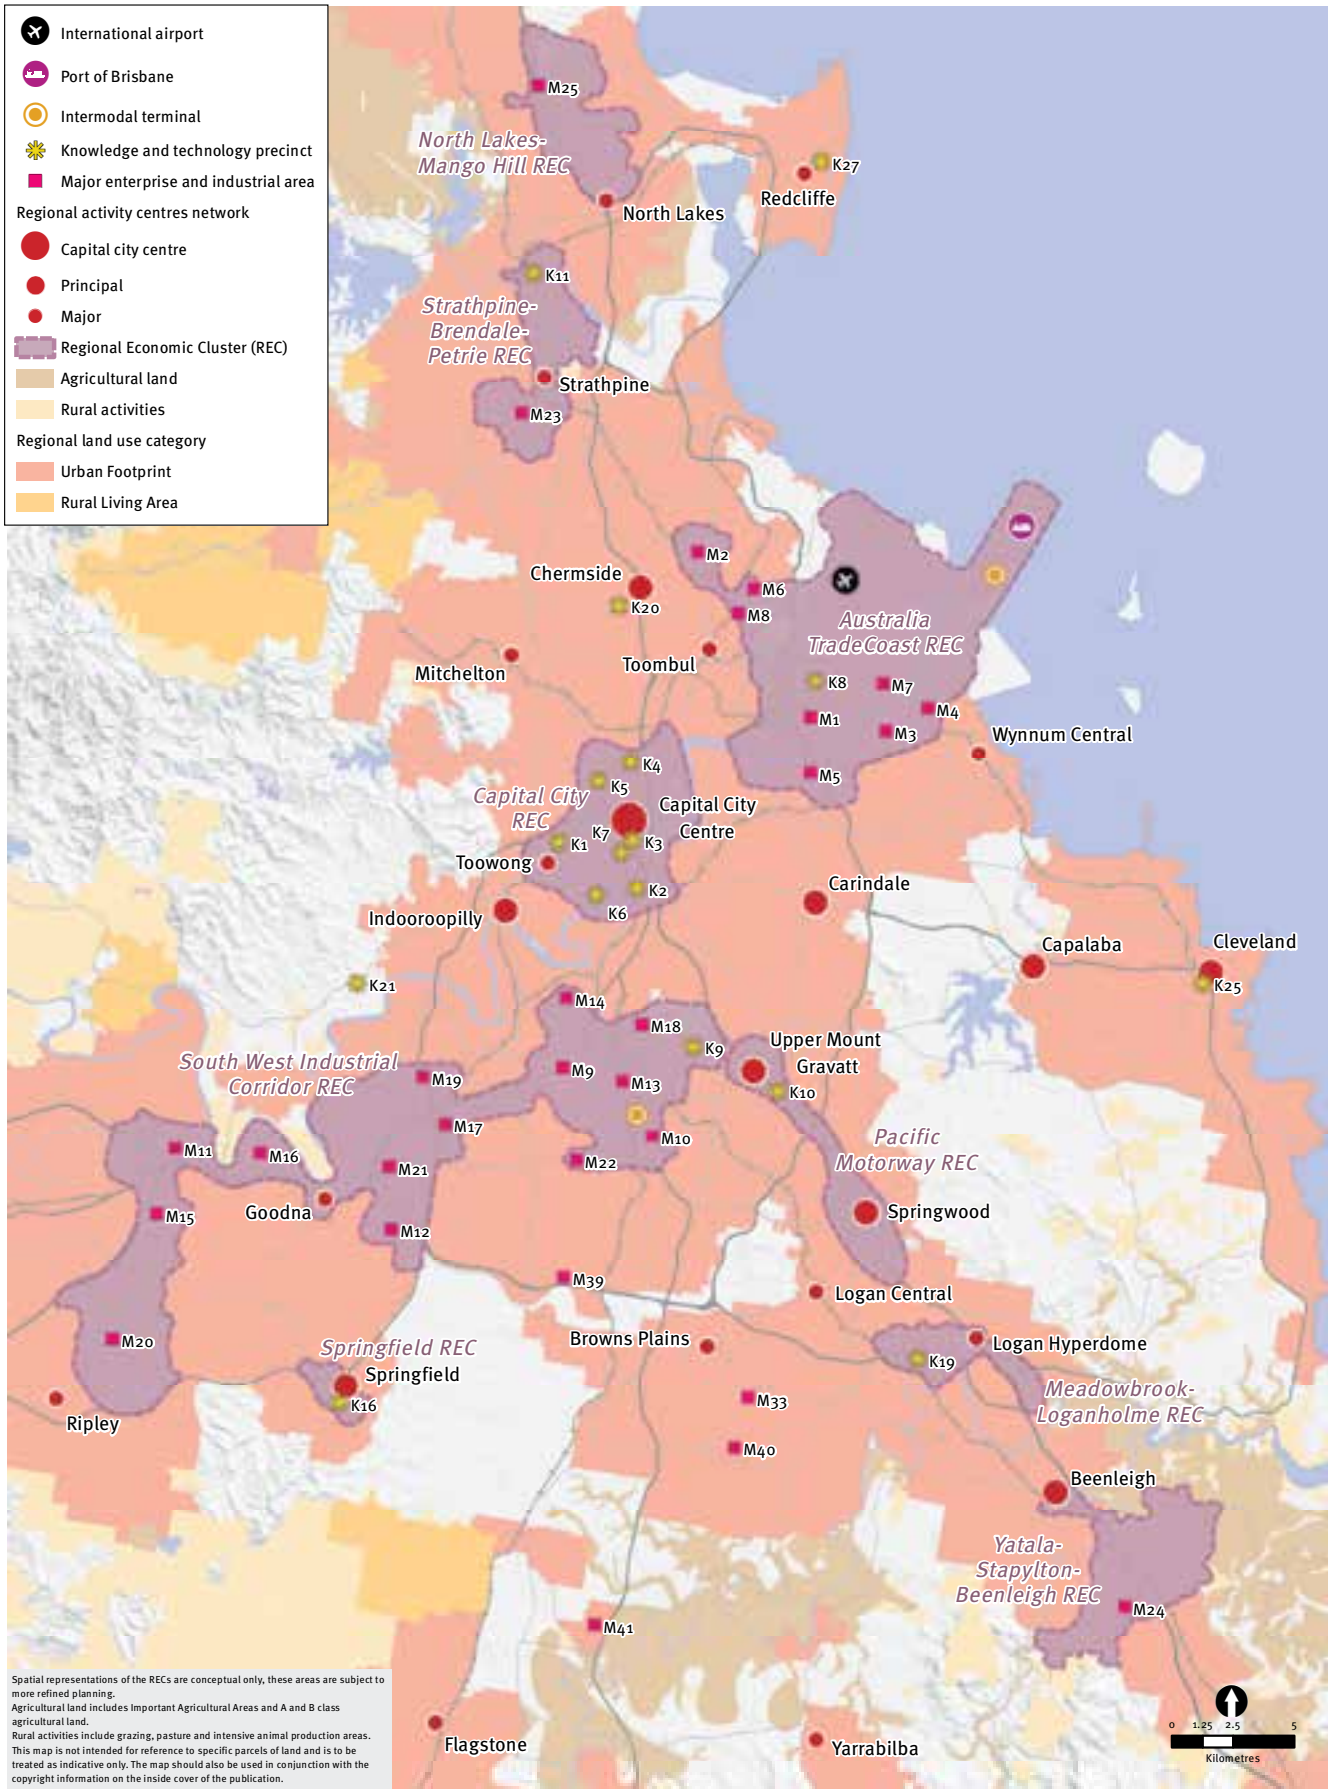 International airport
Port of Brisbane
Intermodal terminal
Knowledge and technology precinct
Major enterprise and industrial area
Regional activity centres network
Capital city centre
Principal
Major
Regional Economic Cluster (REC)
Agricultural land
Rural activities
Regional land use category
Urban Footprint
Rural Living Area
M25
North Lakes-
Mango Hill REC
K27
Redcliffe
North Lakes
K11
Strathpine-
Brendale-
Petrie REC
Strathpine
M23
M2
Chermside
M6
K20
M8
Australia
TradeCoast REC
Toombul
Mitchelton
K8
M7
M4
M1
M3
Wynnum Central
K4
M5
K5
Capital City
REC
Capital City
Centre
K7
K3
K1
Toowong
Carindale
K2
K6
Indooroopilly
Capalaba
Cleveland
K21
K25
M14
M18
Upper Mount
Gravatt
K9
South West Industrial
Corridor REC
M9
M19
M13
K10
M17
M10
Pacific
Motorway REC
M11
M16
M22
M21
Goodna
M15
Springwood
M12
M39
Logan Central
Browns Plains
M20
Logan Hyperdome
Springfield REC
K19
Springfield
K16
Meadowbrook-
Loganholme REC
M33
Ripley
M40
Beenleigh
Yatala-
Stapylton-
Beenleigh REC
M24
M41
Flagstone
Yarrabilba
Spatial representations of the RECs are conceptual only, these areas are subject to
more refined planning.
Agricultural land includes Important Agricultural Areas and A and B class
agricultural land.
Rural activities include grazing, pasture and intensive animal production areas.
This map is not intended for reference to specific parcels of land and is to be
treated as indicative only. The map should also be used in conjunction with the
copyright information on the inside cover of the publication.
0 1.25 2.5 5
Kilometres